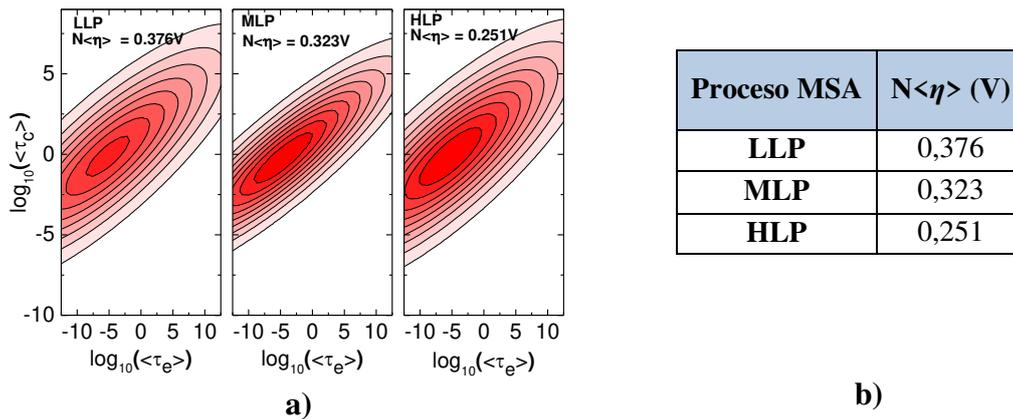 LLP
N<η> = 0.376V
MLP
N<η> = 0.323V
HLP
N<η> = 0.251V
5
0
-5
-10
log10(<τc>)
-10 -5 0 5 10
-10 -5 0 5 10
-10 -5 0 5 10
log10(<τe>)
log10(<τe>)
log10(<τe>)
a)
Proceso MSA N<η> (V)
LLP 0,376
MLP 0,323
HLP 0,251
b)